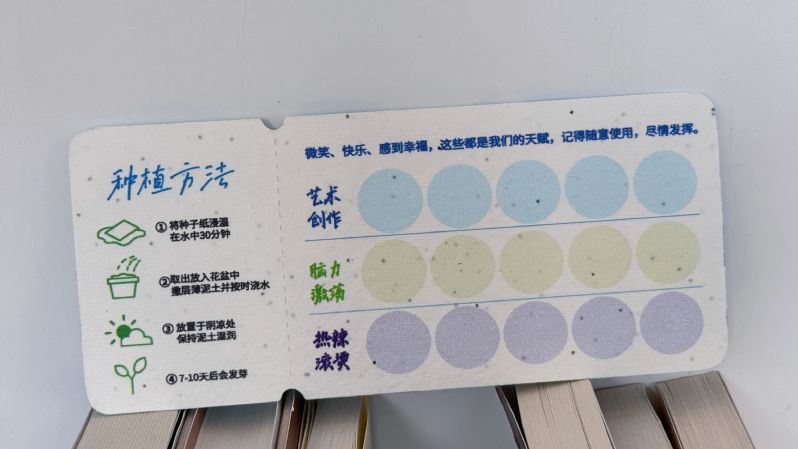 种植方法
① 将种子纸浸湿
在水中30分钟
②取出放入花盆中
撒层薄泥土并按时浇水
③ 放置于阴凉处
保持泥土湿润
④ 7-10天后会发芽
微笑、快乐、感到幸福，这些都是我们的天赋，记得随意使用，尽情发挥。
艺术
创作
脑力
激荡
热辣
滚烫